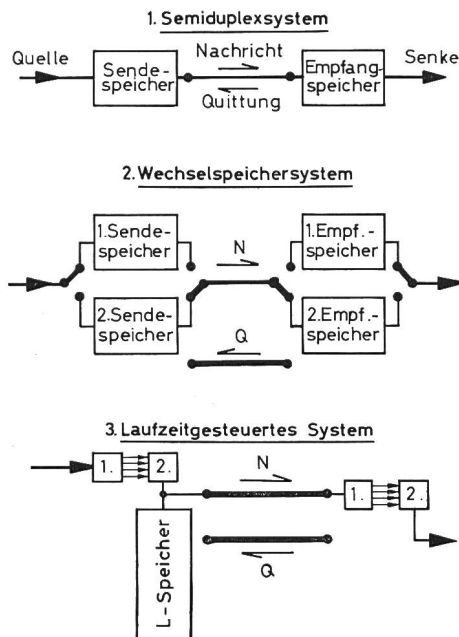 1. Semiduplexsystem
Quelle
Nachricht
Senke
Sende-
speicher
Empfang-
speicher
Quittung
2. Wechselspeichersystem
1. Sende-
speicher
N
1. Empf.-
speicher
2. Sende-
speicher
2. Empf.-
speicher
Q
3. Laufzeitgesteuertes System
1.
2.
N
1.
2.
L-Speicher
Q